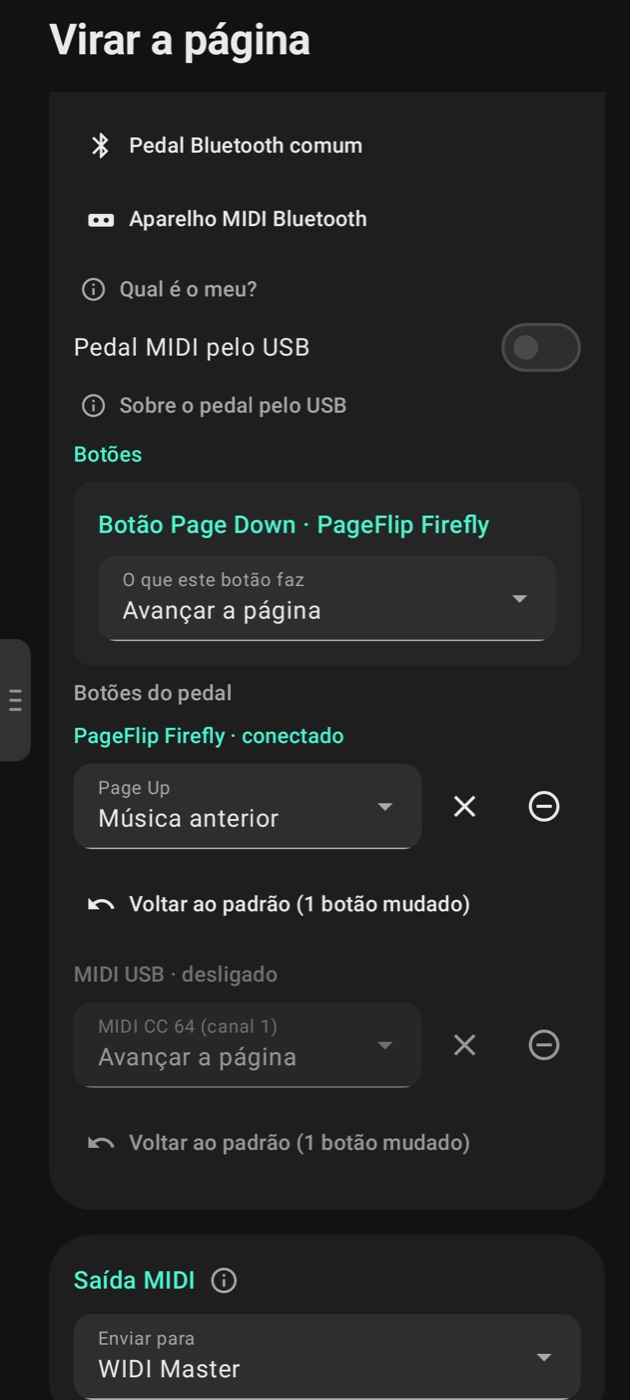 Virar a página
Pedal Bluetooth comum
Aparelho MIDI Bluetooth
Qual é o meu?
Pedal MIDI pelo USB
Sobre o pedal pelo USB
Botões
Botão Page Down · PageFlip Firefly
O que este botão faz
Avançar a página
Botões do pedal
PageFlip Firefly · conectado
Page Up
Música anterior
Voltar ao padrão (1 botão mudado)
MIDI USB · desligado
MIDI CC 64 (canal 1)
Avançar a página
Voltar ao padrão (1 botão mudado)
Saída MIDI
Enviar para
WIDI Master